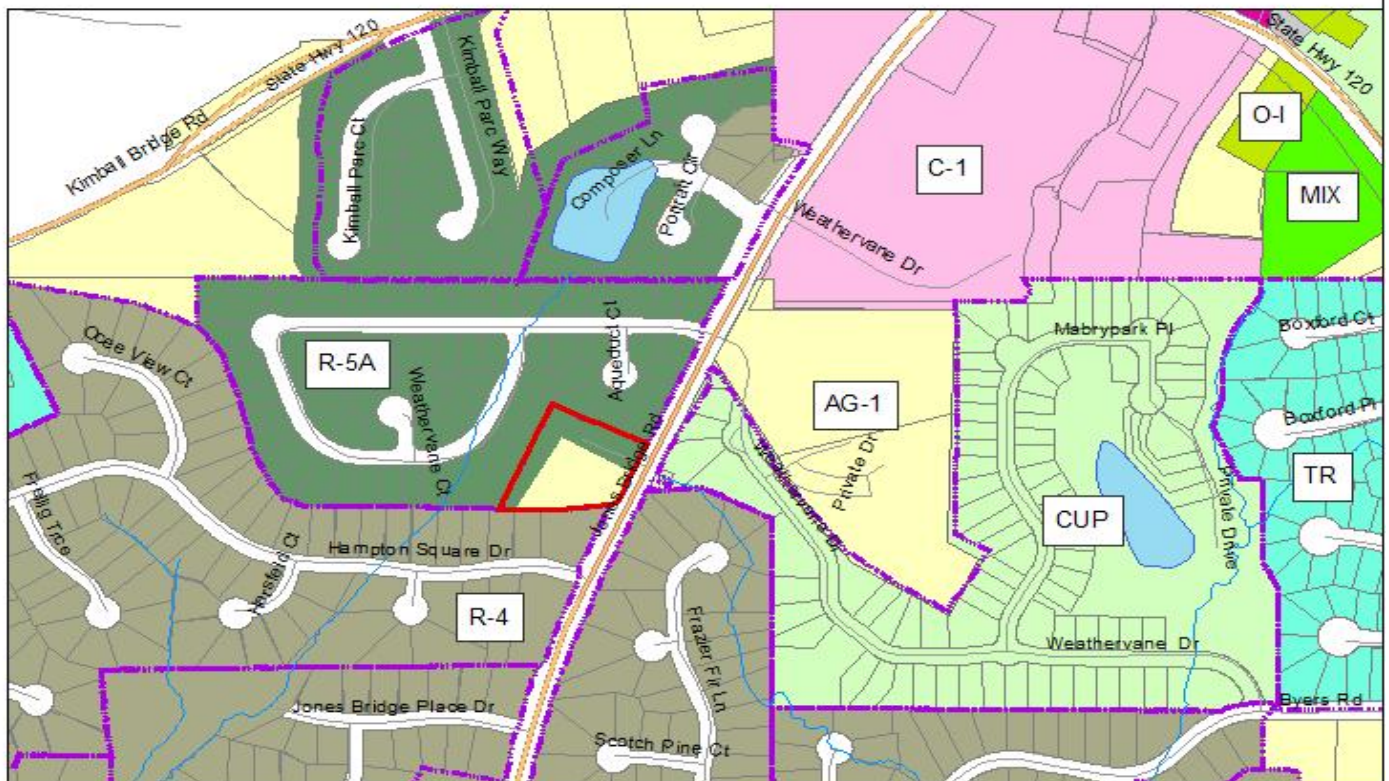 State Hwy 120
Kimball Bridge Rd
Kimball Parc Ct
Kimball Parc Way
Composer Ln
Portrait Cir
Weathervane Dr
C-1
State Hwy 120
O-I
MIX
Ocee View Ct
R-5A
Weathervane Ct
Aqueduct Ct
Jones Bridge Rd
AG-1
Private Dr
Mabrypark Pl
Boxford Ct
Boxford Pl
TR
CUP
Private Drive
Hampton Square Dr
Horsfeld Ct
R-4
Frazier Fir Ln
Weathervane Dr
Byers Rd
Jones Bridge Place Dr
Scotch Pine Ct